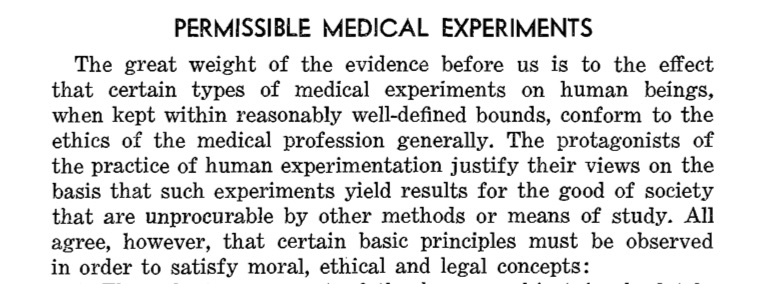 PERMISSIBLE MEDICAL EXPERIMENTS
The great weight of the evidence before us is to the effect
that certain types of medical experiments on human beings,
when kept within reasonably well-defined bounds, conform to the
ethics of the medical profession generally. The protagonists of
the practice of human experimentation justify their views on the
basis that such experiments yield results for the good of society
that are unprocurable by other methods or means of study. All
agree, however, that certain basic principles must be observed
in order to satisfy moral, ethical and legal concepts: